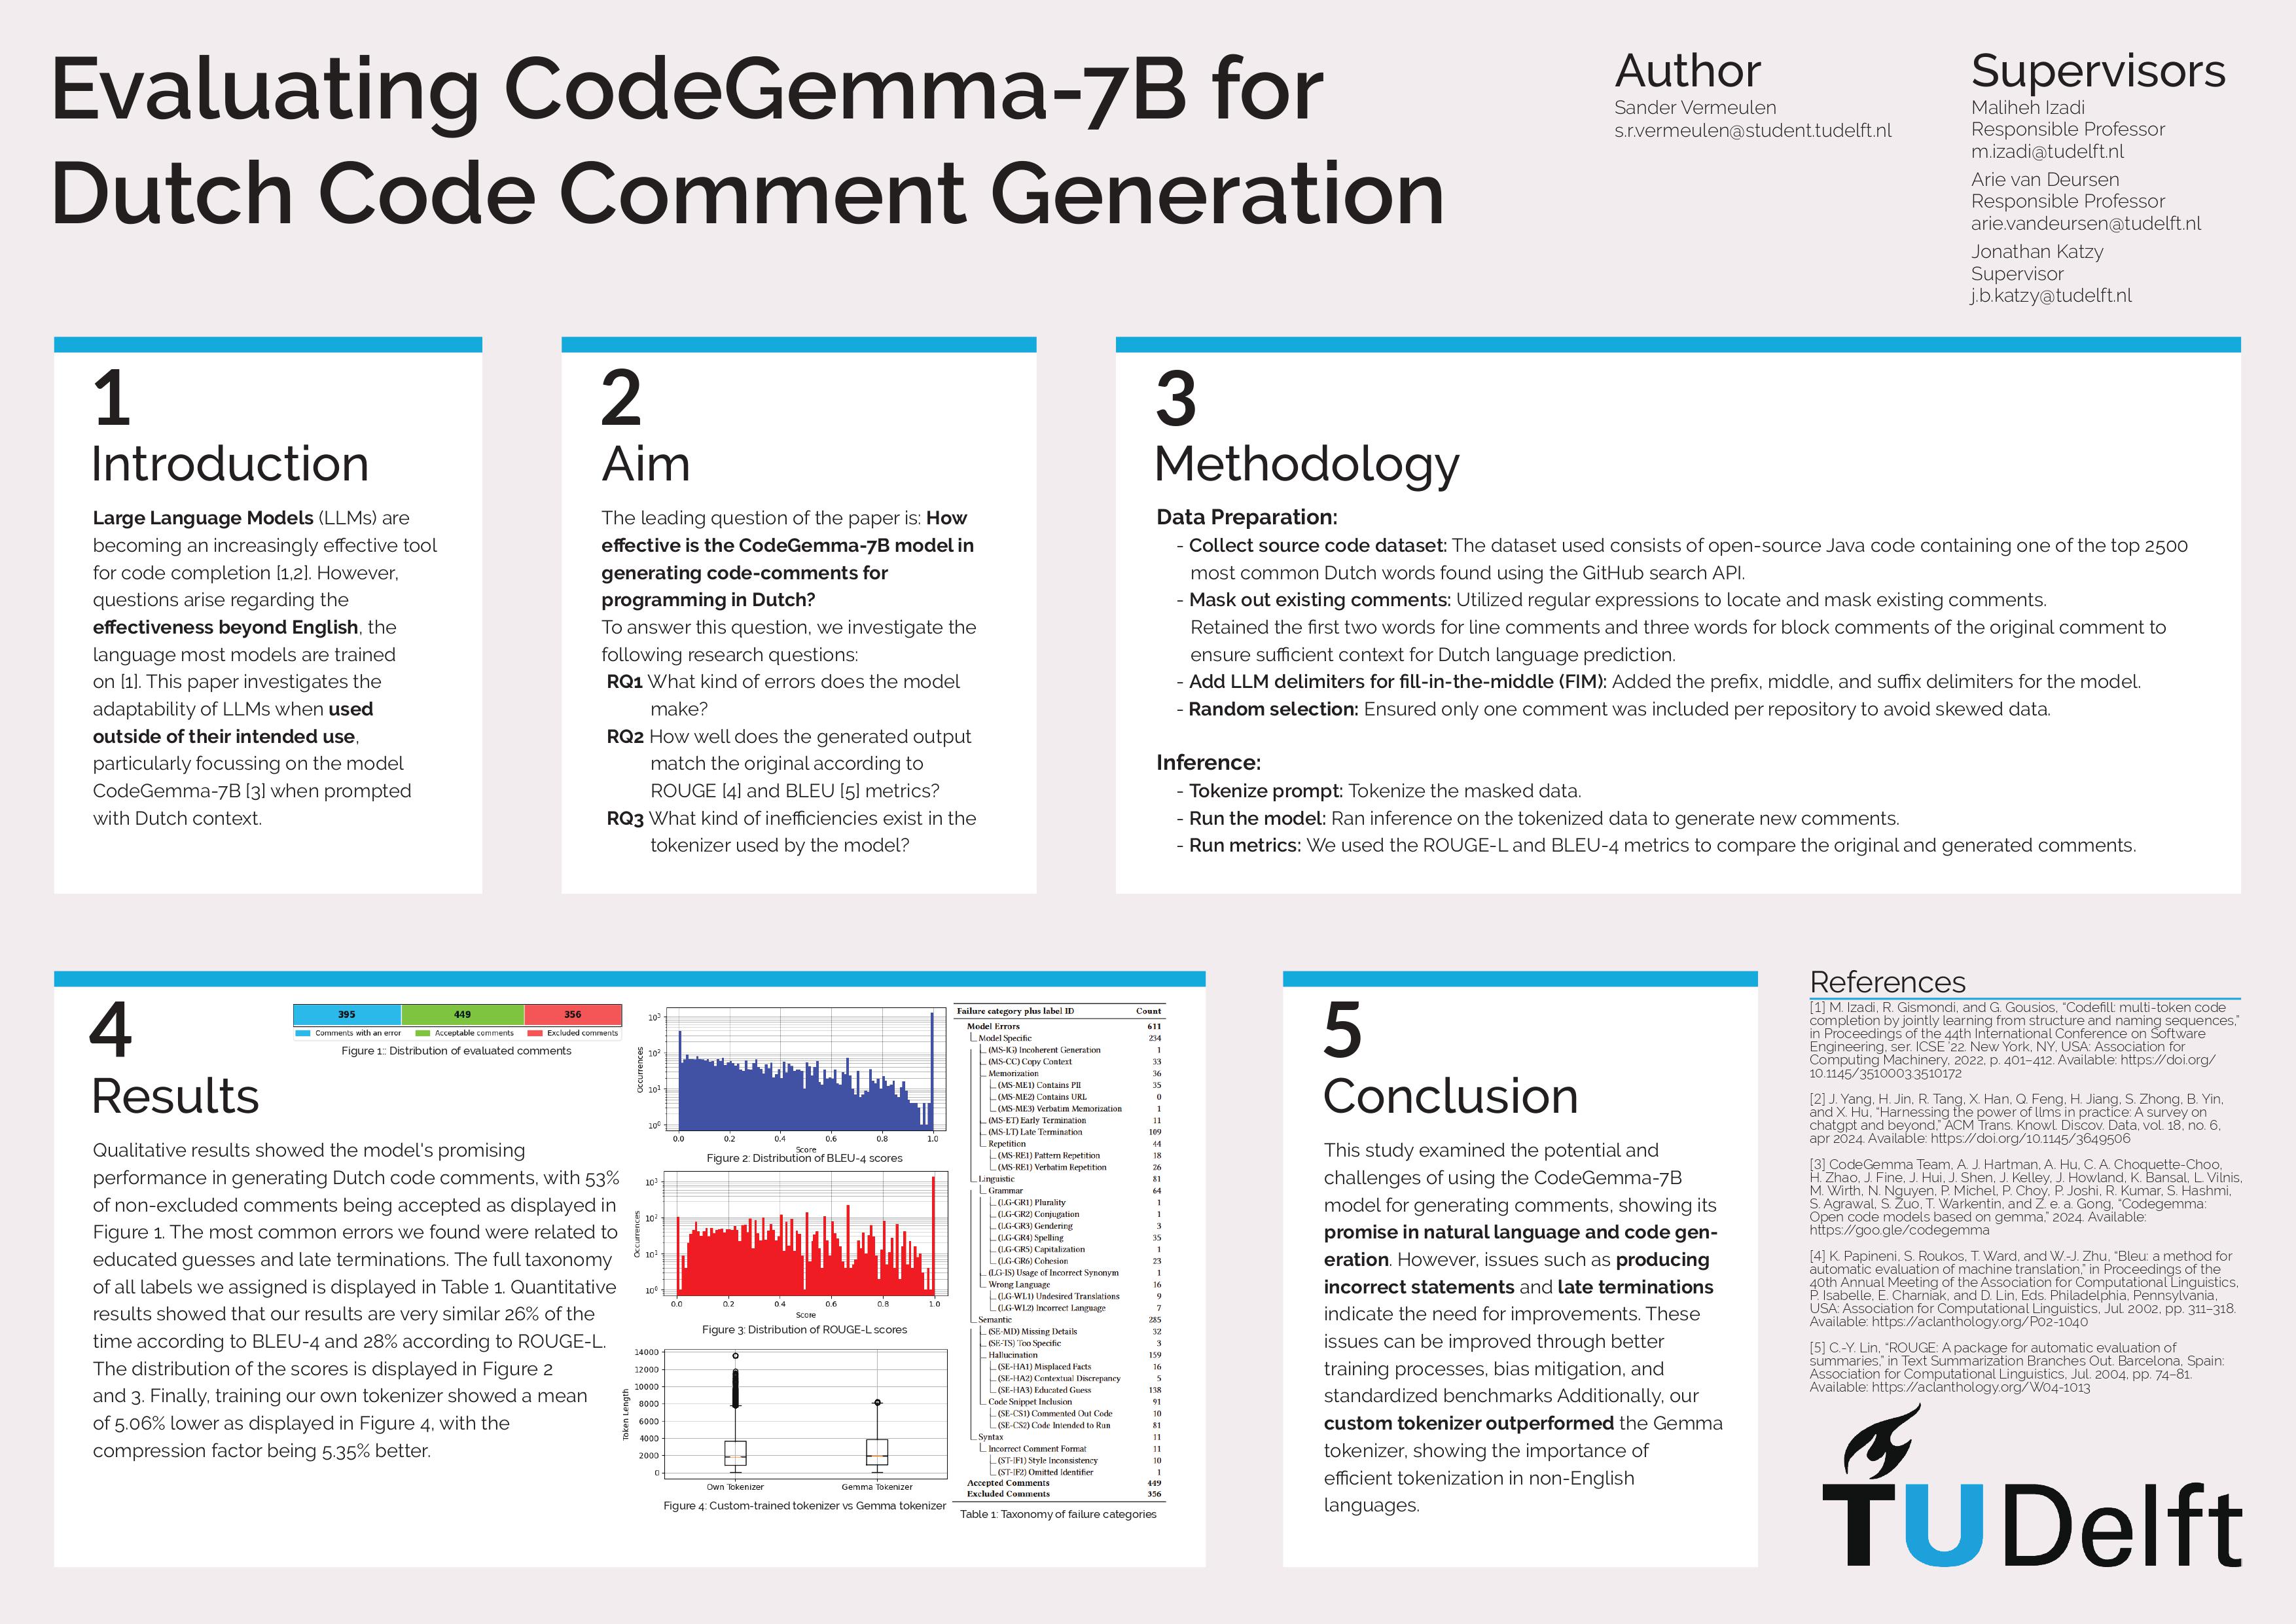 Evaluating CodeGemma-7B for
Dutch Code Comment Generation
Author
Sander Vermeulen
s.r.vermeulen@student.tudelft.nl
Supervisors
Maliheh Izadi
Responsible Professor
m.izadi@tudelft.nl
Arie van Deursen
Responsible Professor
arie.vandeursen@tudelft.nl
Jonathan Katzy
Supervisor
j.b.katzy@tudelft.nl
1
Introduction
Large Language Models (LLMs) are
becoming an increasingly effective tool
for code completion [1,2]. However,
questions arise regarding the
effectiveness beyond English, the
language most models are trained
on [1]. This paper investigates the
adaptability of LLMs when used
outside of their intended use,
particularly focussing on the model
CodeGemma-7B [3] when prompted
with Dutch context.
2
Aim
The leading question of the paper is: How
effective is the CodeGemma-7B model in
generating code-comments for
programming in Dutch?
To answer this question, we investigate the
following research questions:
RQ1 What kind of errors does the model
make?
RQ2 How well does the generated output
match the original according to
ROUGE [4] and BLEU [5] metrics?
RQ3 What kind of inefficiencies exist in the
tokenizer used by the model?
3
Methodology
Data Preparation:
- Collect source code dataset: The dataset used consists of open-source Java code containing one of the top 2500
most common Dutch words found using the GitHub search API.
- Mask out existing comments: Utilized regular expressions to locate and mask existing comments.
Retained the first two words for line comments and three words for block comments of the original comment to
ensure sufficient context for Dutch language prediction.
- Add LLM delimiters for fill-in-the-middle (FIM): Added the prefix, middle, and suffix delimiters for the model.
- Random selection: Ensured only one comment was included per repository to avoid skewed data.
Inference:
- Tokenize prompt: Tokenize the masked data.
- Run the model: Ran inference on the tokenized data to generate new comments.
- Run metrics: We used the ROUGE-L and BLEU-4 metrics to compare the original and generated comments.
4
Results
Qualitative results showed the model's promising
performance in generating Dutch code comments, with 53%
of non-excluded comments being accepted as displayed in
Figure 1. The most common errors we found were related to
educated guesses and late terminations. The full taxonomy
of all labels we assigned is displayed in Table 1. Quantitative
results showed that our results are very similar 26% of the
time according to BLEU-4 and 28% according to ROUGE-L.
The distribution of the scores is displayed in Figure 2
and 3. Finally, training our own tokenizer showed a mean
of 5.06% lower as displayed in Figure 4, with the
compression factor being 5.35% better.
395 449 356
Comments with an error Acceptable comments Excluded comments
Figure 1:: Distribution of evaluated comments
Occurrences
10³
10²
10¹
10⁰
0.0 0.2 0.4 0.6 0.8 1.0
Score
Figure 2: Distribution of BLEU-4 scores
Occurrences
10³
10²
10¹
10⁰
0.0 0.2 0.4 0.6 0.8 1.0
Score
Figure 3: Distribution of ROUGE-L scores
Token Length
14000
12000
10000
8000
6000
4000
2000
0
Own Tokenizer Gemma Tokenizer
Figure 4: Custom-trained tokenizer vs Gemma tokenizer
Failure category plus label ID Count
Model Errors 611
Model Specific 234
(MS-IG) Incoherent Generation 1
(MS-CC) Copy Context 33
Memorization 36
(MS-ME1) Contains PII 35
(MS-ME2) Contains URL 0
(MS-ME3) Verbatim Memorization 1
(MS-ET) Early Termination 11
(MS-LT) Late Termination 109
Repetition 44
(MS-RE1) Pattern Repetition 18
(MS-RE1) Verbatim Repetition 26
Linguistic 81
Grammar 64
(LG-GR1) Plurality 1
(LG-GR2) Conjugation 1
(LG-GR3) Gendering 3
(LG-GR4) Spelling 35
(LG-GR5) Capitalization 1
(LG-GR6) Cohesion 23
(LG-IS) Usage of Incorrect Synonym 1
Wrong Language 16
(LG-WL1) Undesired Translations 9
(LG-WL2) Incorrect Language 7
Semantic 285
(SE-MD) Missing Details 32
(SE-TS) Too Specific 3
Hallucination 159
(SE-HA1) Misplaced Facts 16
(SE-HA2) Contextual Discrepancy 5
(SE-HA3) Educated Guess 138
Code Snippet Inclusion 91
(SE-CS1) Commented Out Code 10
(SE-CS2) Code Intended to Run 81
Syntax 11
Incorrect Comment Format 11
(ST-IF1) Style Inconsistency 10
(ST-IF2) Omitted Identifier 1
Accepted Comments 449
Excluded Comments 356
Table 1: Taxonomy of failure categories
5
Conclusion
This study examined the potential and
challenges of using the CodeGemma-7B
model for generating comments, showing its
promise in natural language and code gen-
eration. However, issues such as producing
incorrect statements and late terminations
indicate the need for improvements. These
issues can be improved through better
training processes, bias mitigation, and
standardized benchmarks Additionally, our
custom tokenizer outperformed the Gemma
tokenizer, showing the importance of
efficient tokenization in non-English
languages.
References
[1] M. Izadi, R. Gismondi, and G. Gousios, “Codefill: multi-token code
completion by jointly learning from structure and naming sequences,”
in Proceedings of the 44th International Conference on Software
Engineering, ser. ICSE ’22. New York, NY, USA: Association for
Computing Machinery, 2022, p. 401–412. Available: https://doi.org/
10.1145/3510003.3510172
[2] J. Yang, H. Jin, R. Tang, X. Han, Q. Feng, H. Jiang, S. Zhong, B. Yin,
and X. Hu, “Harnessing the power of llms in practice: A survey on
chatgpt and beyond,” ACM Trans. Knowl. Discov. Data, vol. 18, no. 6,
apr 2024. Available: https://doi.org/10.1145/3649506
[3] CodeGemma Team, A. J. Hartman, A. Hu, C. A. Choquette-Choo,
H. Zhao, J. Fine, J. Hui, J. Shen, J. Kelley, J. Howland, K. Bansal, L. Vilnis,
M. Wirth, N. Nguyen, P. Michel, P. Choy, P. Joshi, R. Kumar, S. Hashmi,
S. Agrawal, S. Zuo, T. Warkentin, and Z. e. a. Gong, “Codegemma:
Open code models based on gemma,” 2024. Available:
https://goo.gle/codegemma
[4] K. Papineni, S. Roukos, T. Ward, and W.-J. Zhu, “Bleu: a method for
automatic evaluation of machine translation,” in Proceedings of the
40th Annual Meeting of the Association for Computational Linguistics,
P. Isabelle, E. Charniak, and D. Lin, Eds. Philadelphia, Pennsylvania,
USA: Association for Computational Linguistics, Jul. 2002, pp. 311–318.
Available: https://aclanthology.org/P02-1040
[5] C.-Y. Lin, “ROUGE: A package for automatic evaluation of
summaries,” in Text Summarization Branches Out. Barcelona, Spain:
Association for Computational Linguistics, Jul. 2004, pp. 74–81.
Available: https://aclanthology.org/W04-1013
TUDelft